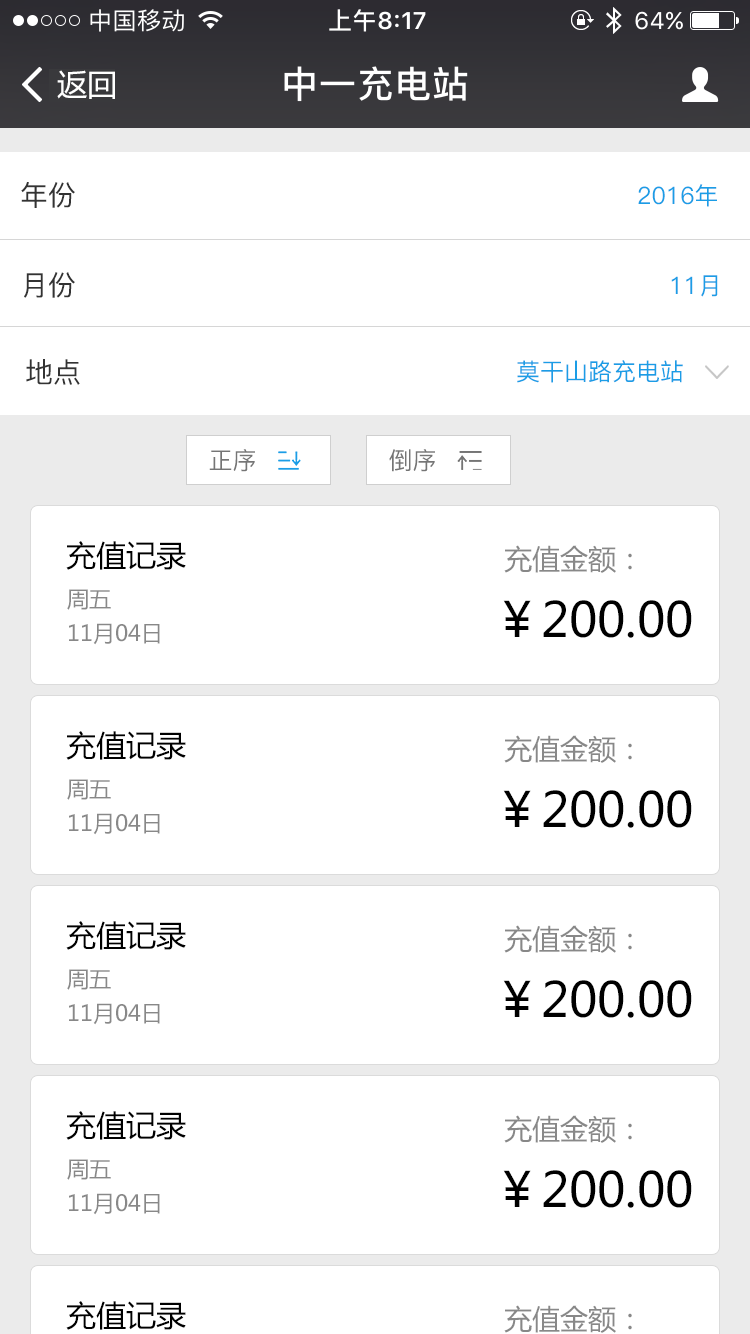 中国移动 上午8:17 64%
返回 中一充电站
年份 2016年
月份 11月
地点 莫干山路充电站
正序 倒序
充值记录 充值金额：
周五
11月04日 ¥ 200.00
充值记录 充值金额：
周五
11月04日 ¥ 200.00
充值记录 充值金额：
周五
11月04日 ¥ 200.00
充值记录 充值金额：
周五
11月04日 ¥ 200.00
充值记录 充值金额：